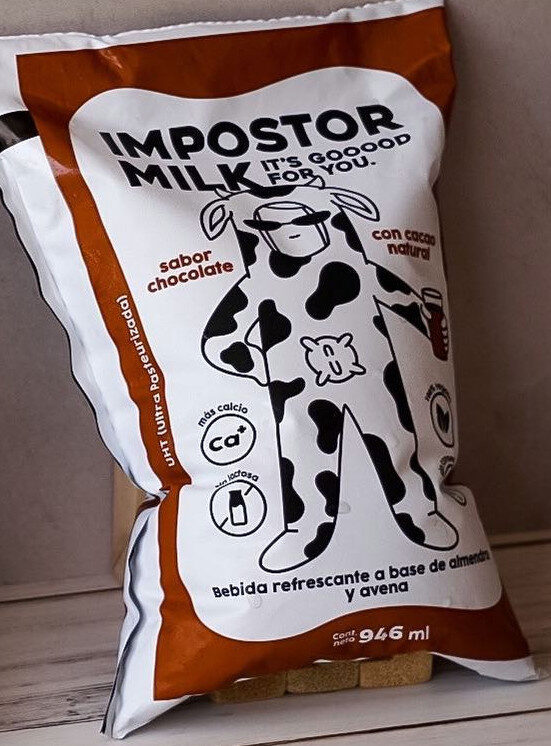 IMPOSTOR
MILK IT'S GOOOOD
FOR YOU.
sabor
chocolate
con cacao
natural
UHT (Ultra Pasteurizada)
más calcio
ca+
lactosa
Bebida refrescante a base de almendra
y avena
Cont.
neto 946 ml